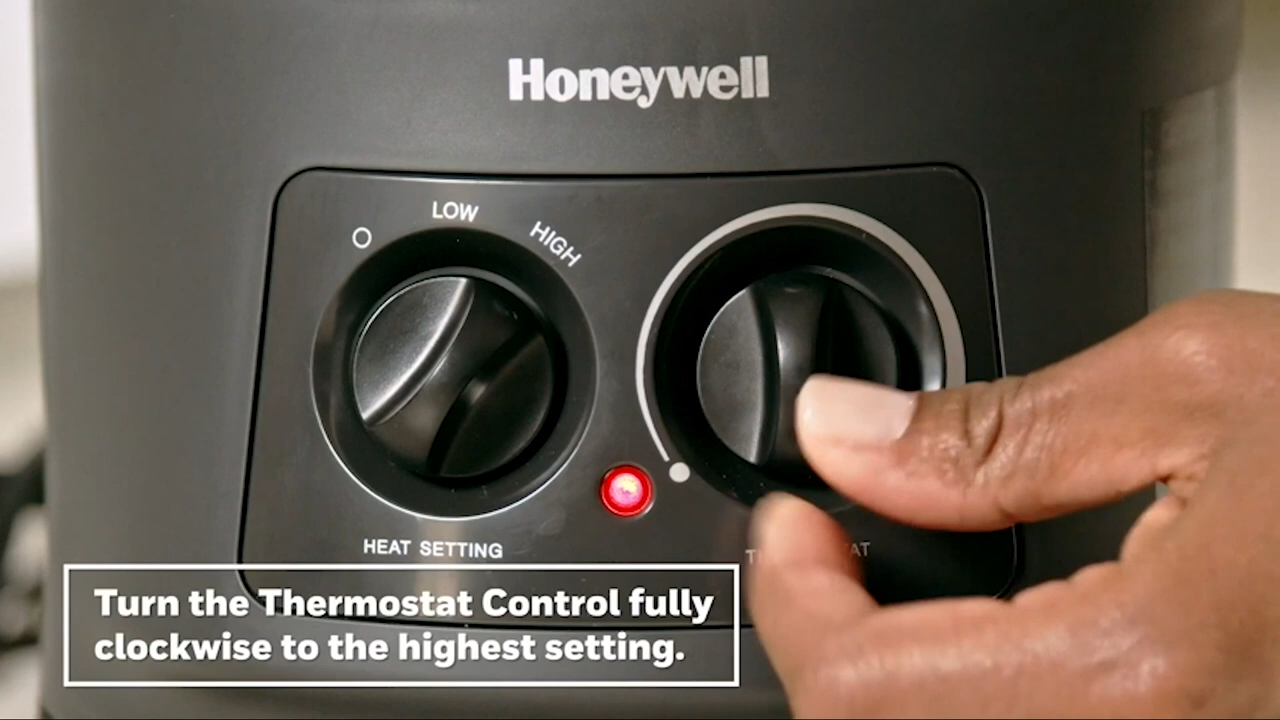 Honeywell
LOW
HIGH
HEAT SETTING
Turn the Thermostat Control fully
clockwise to the highest setting.